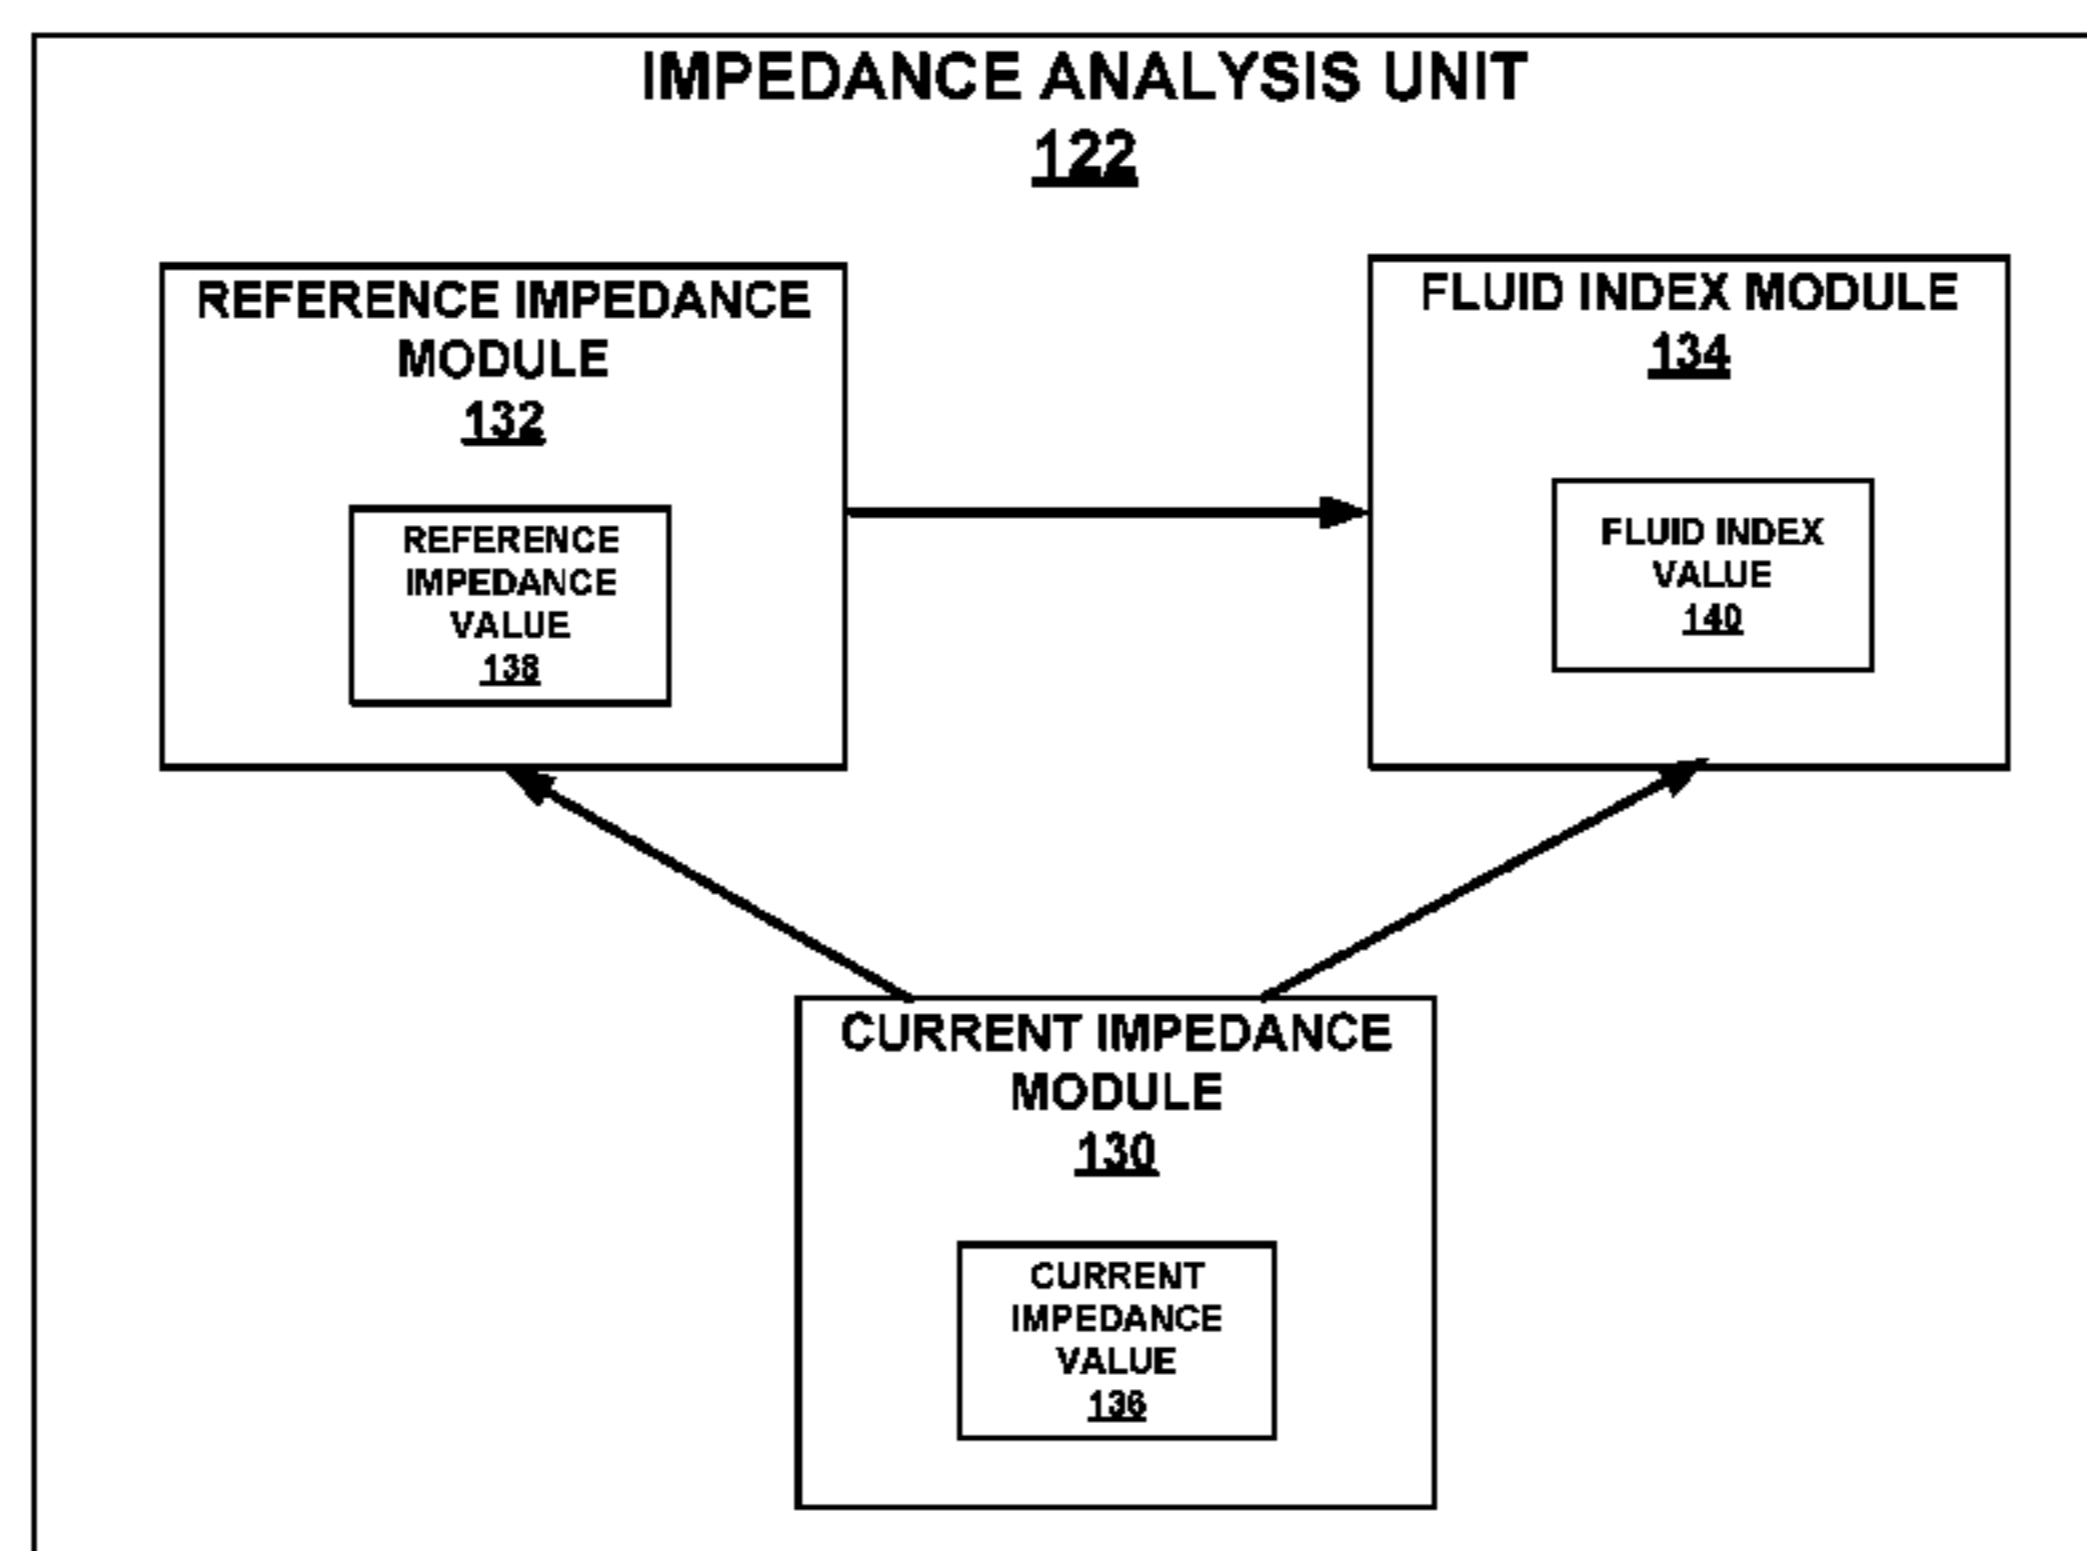 IMPEDANCE ANALYSIS UNIT
122
REFERENCE IMPEDANCE
MODULE
132
REFERENCE
IMPEDANCE
VALUE
138
FLUID INDEX MODULE
134
FLUID INDEX
VALUE
140
CURRENT IMPEDANCE
MODULE
130
CURRENT
IMPEDANCE
VALUE
136